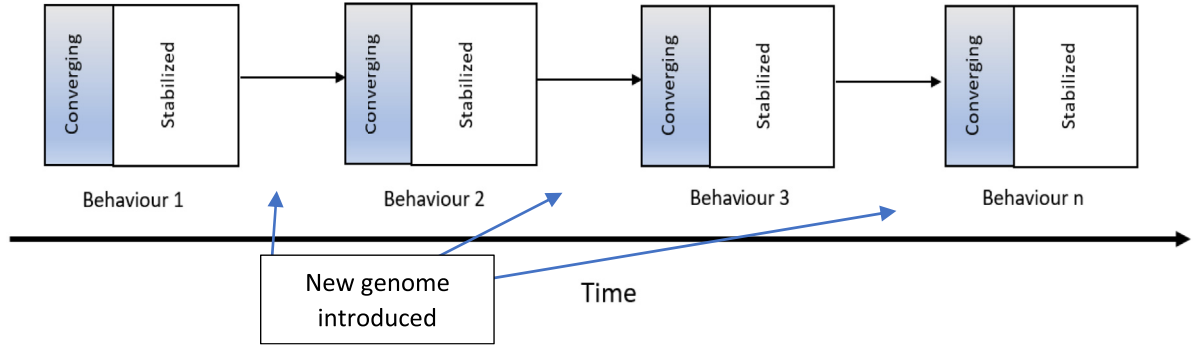 Converging
Stabilized
Converging
Stabilized
Converging
Stabilized
Converging
Stabilized
Behaviour 1
Behaviour 2
Behaviour 3
Behaviour n
New genome
introduced
Time